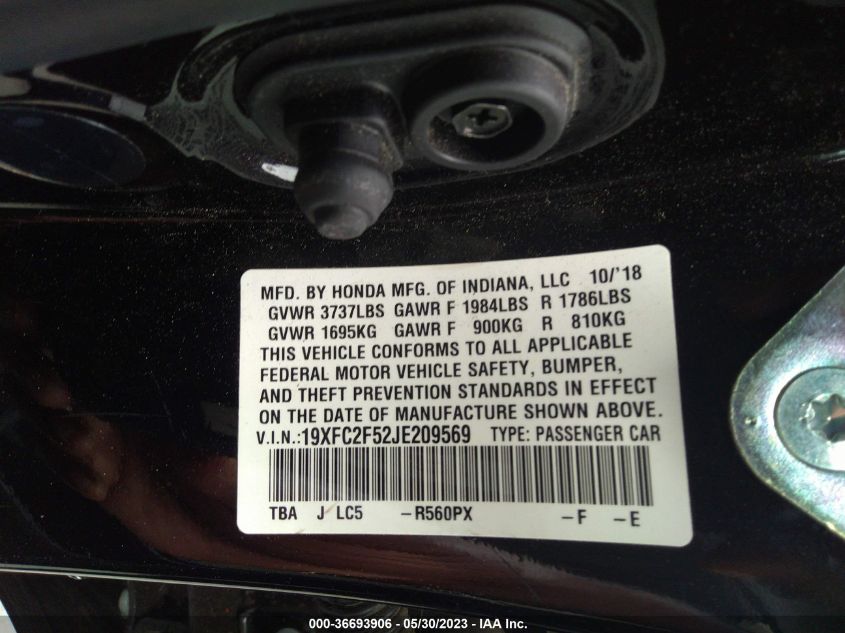 MFD. BY HONDA MFG. OF INDIANA, LLC 10/'18
GVWR 3737LBS GAWR F 1984LBS R 1786LBS
GVWR 1695KG GAWR F 900KG R 810KG
THIS VEHICLE CONFORMS TO ALL APPLICABLE
FEDERAL MOTOR VEHICLE SAFETY, BUMPER,
AND THEFT PREVENTION STANDARDS IN EFFECT
ON THE DATE OF MANUFACTURE SHOWN ABOVE.
V.I.N.:19XFC2F52JE209569 TYPE: PASSENGER CAR
TBA J LC5 -R560PX -F -E
000-36693906 - 05/30/2023 - IAA Inc.